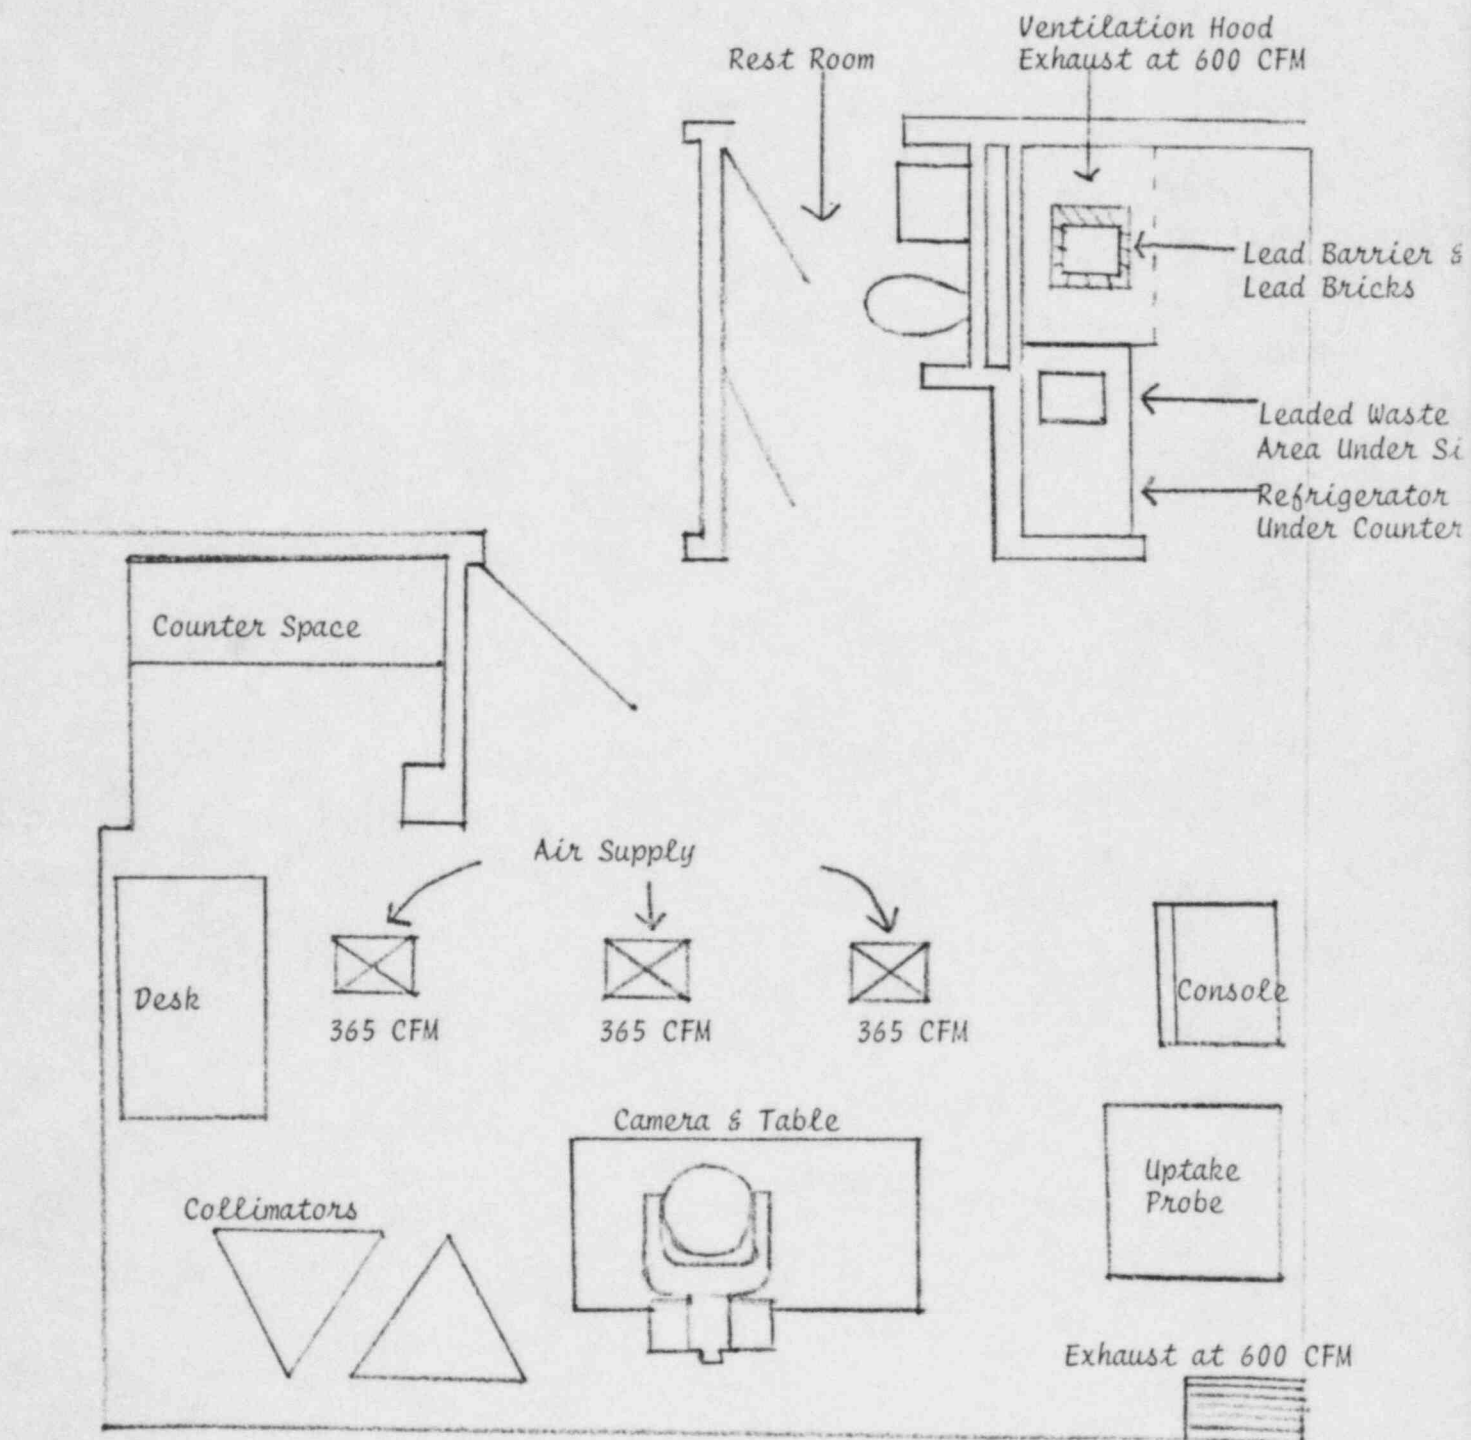 Ventilation Hood
Rest Room
Exhaust at 600 CFM
Lead Barrier &
Lead Bricks
Leaded Waste
Area Under Si
Refrigerator
Under Counter
Counter Space
Air Supply
Desk
365 CFM
365 CFM
365 CFM
Console
Camera & Table
Uptake
Probe
Collimators
Exhaust at 600 CFM